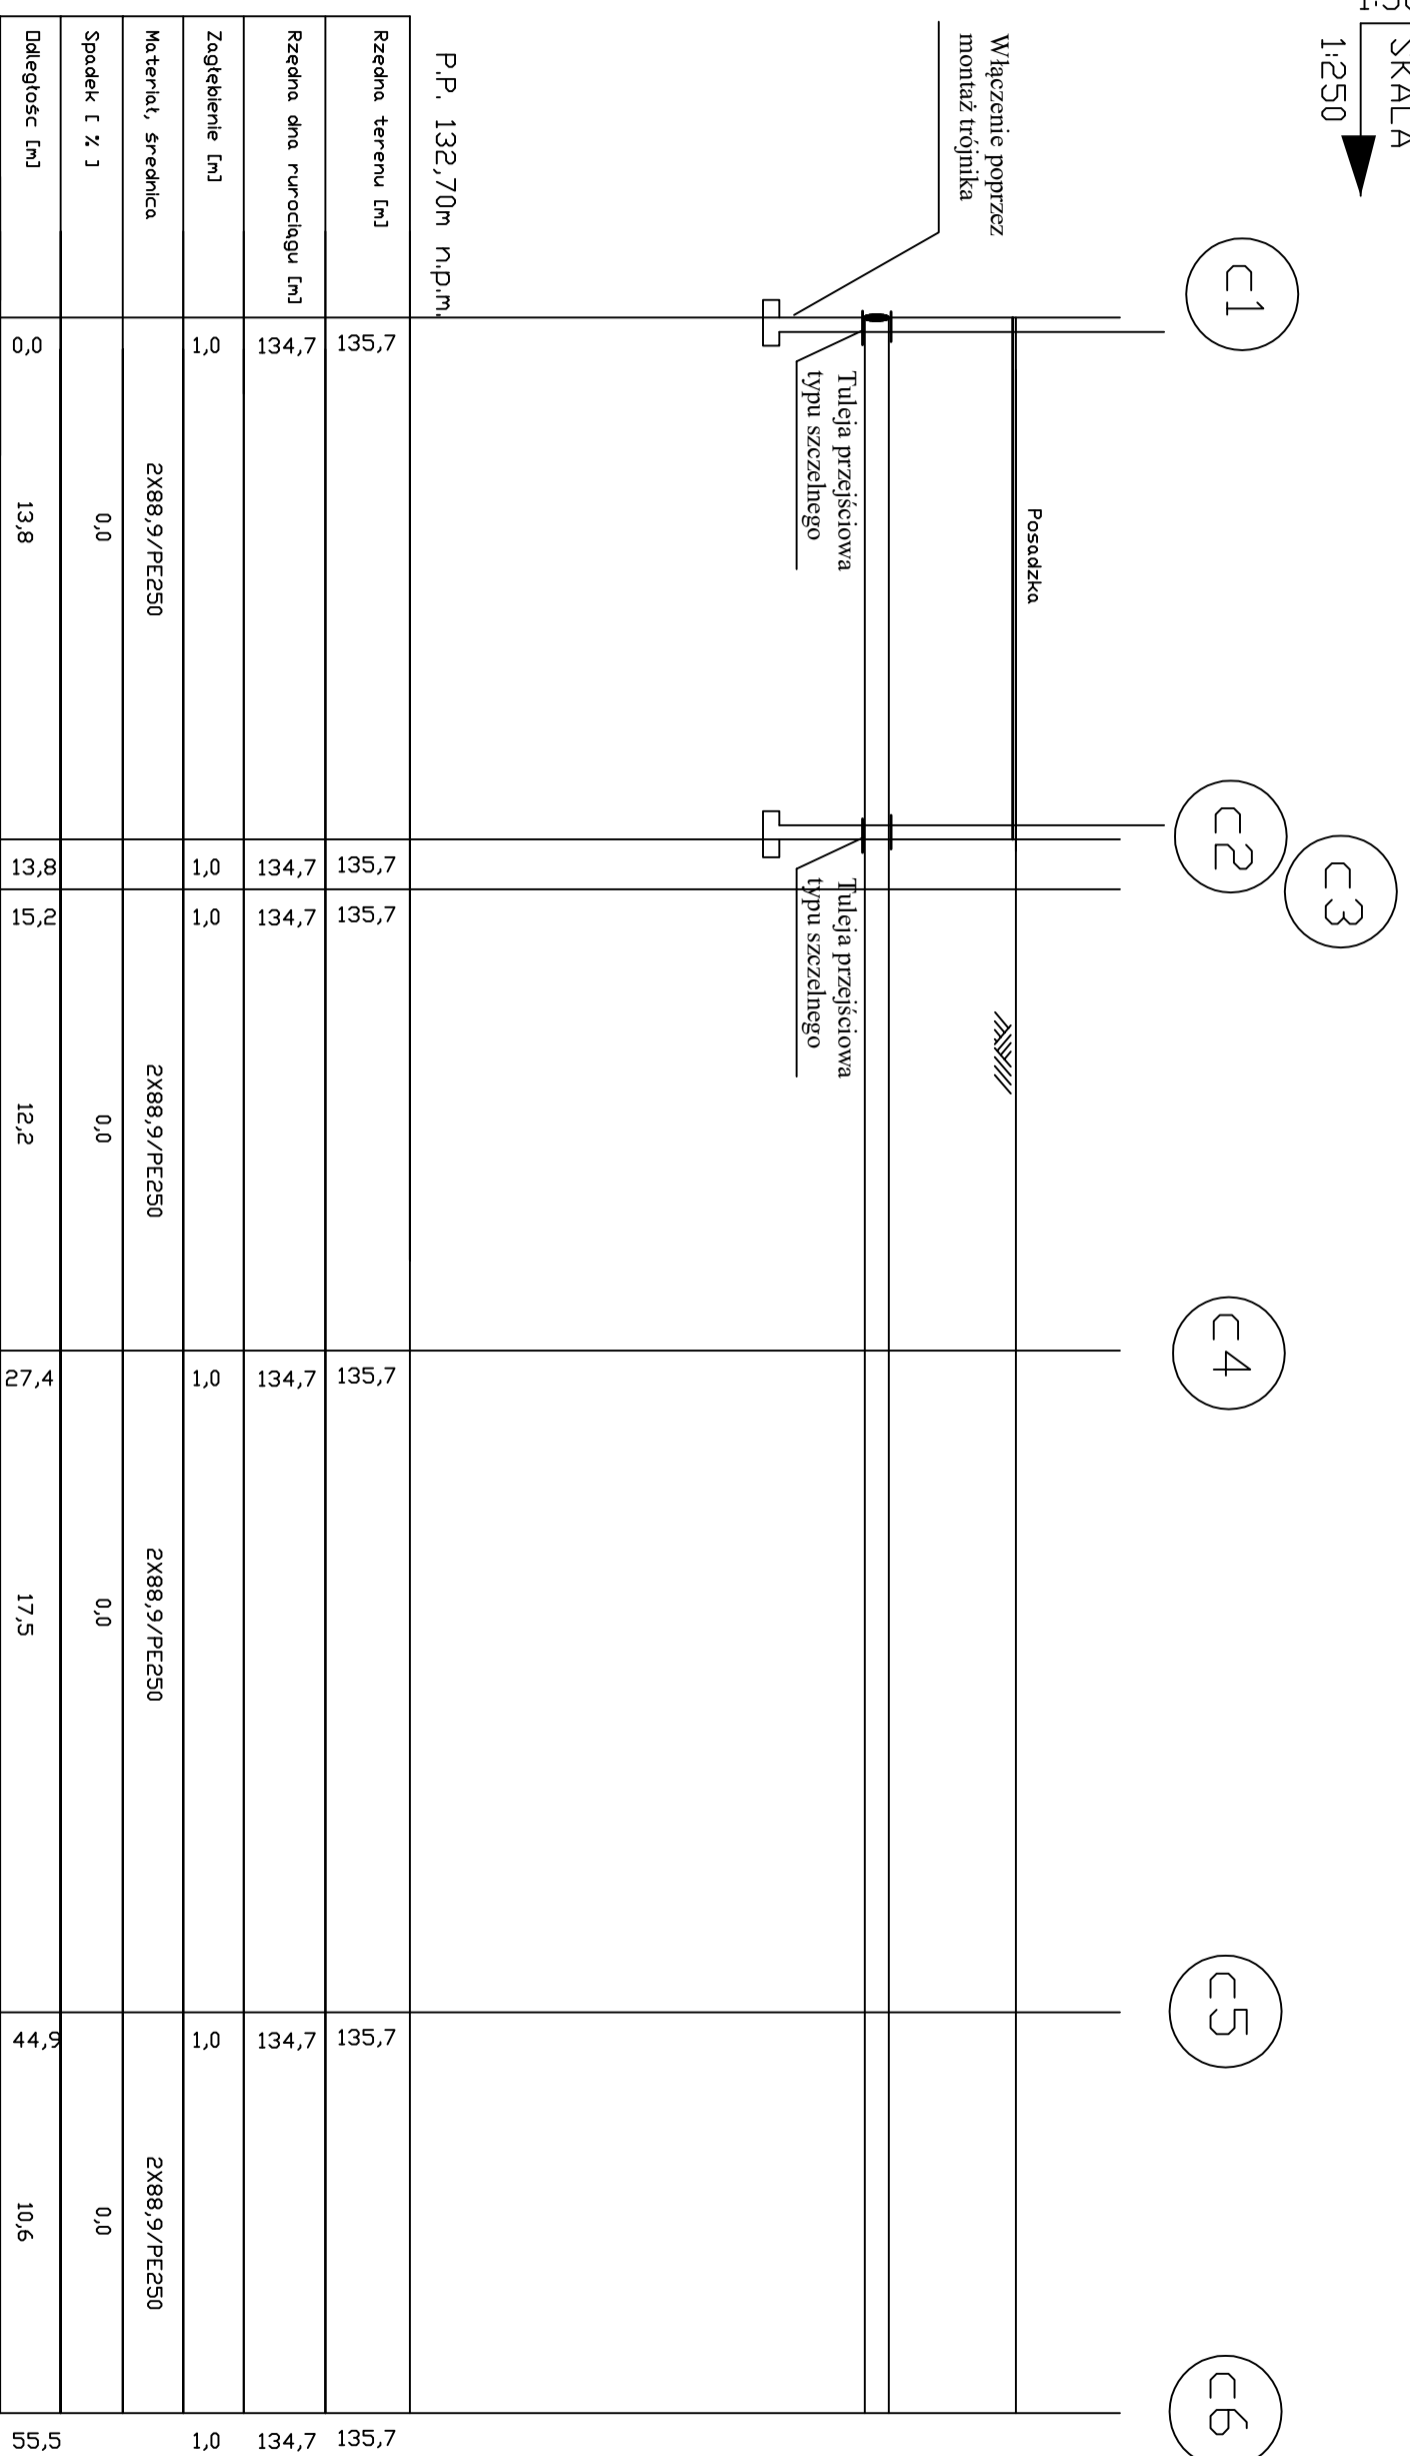 SKALA
1:250
c1
c2
c3
c4
c5
c6
Posadzka
Włączenie poprzez
montaż trójnika
Tuleja przejściowa
typu szczelnego
Tuleja przejściowa
typu szczelnego
P.P. 132,70m n.p.m.
Rzędna terenu [m]
135,7
135,7
135,7
135,7
135,7
135,7
Rzędna dna rurociągu [m]
134,7
134,7
134,7
134,7
134,7
134,7
Zagłębienie [m]
1,0
1,0
1,0
1,0
1,0
1,0
Materiał, średnica
2X88,9/PE250
2X88,9/PE250
2X88,9/PE250
2X88,9/PE250
Spadek [ % ]
0,0
0,0
0,0
0,0
Odległośc [m]
0,0
13,8
13,8
15,2
12,2
27,4
17,5
44,9
10,6
55,5